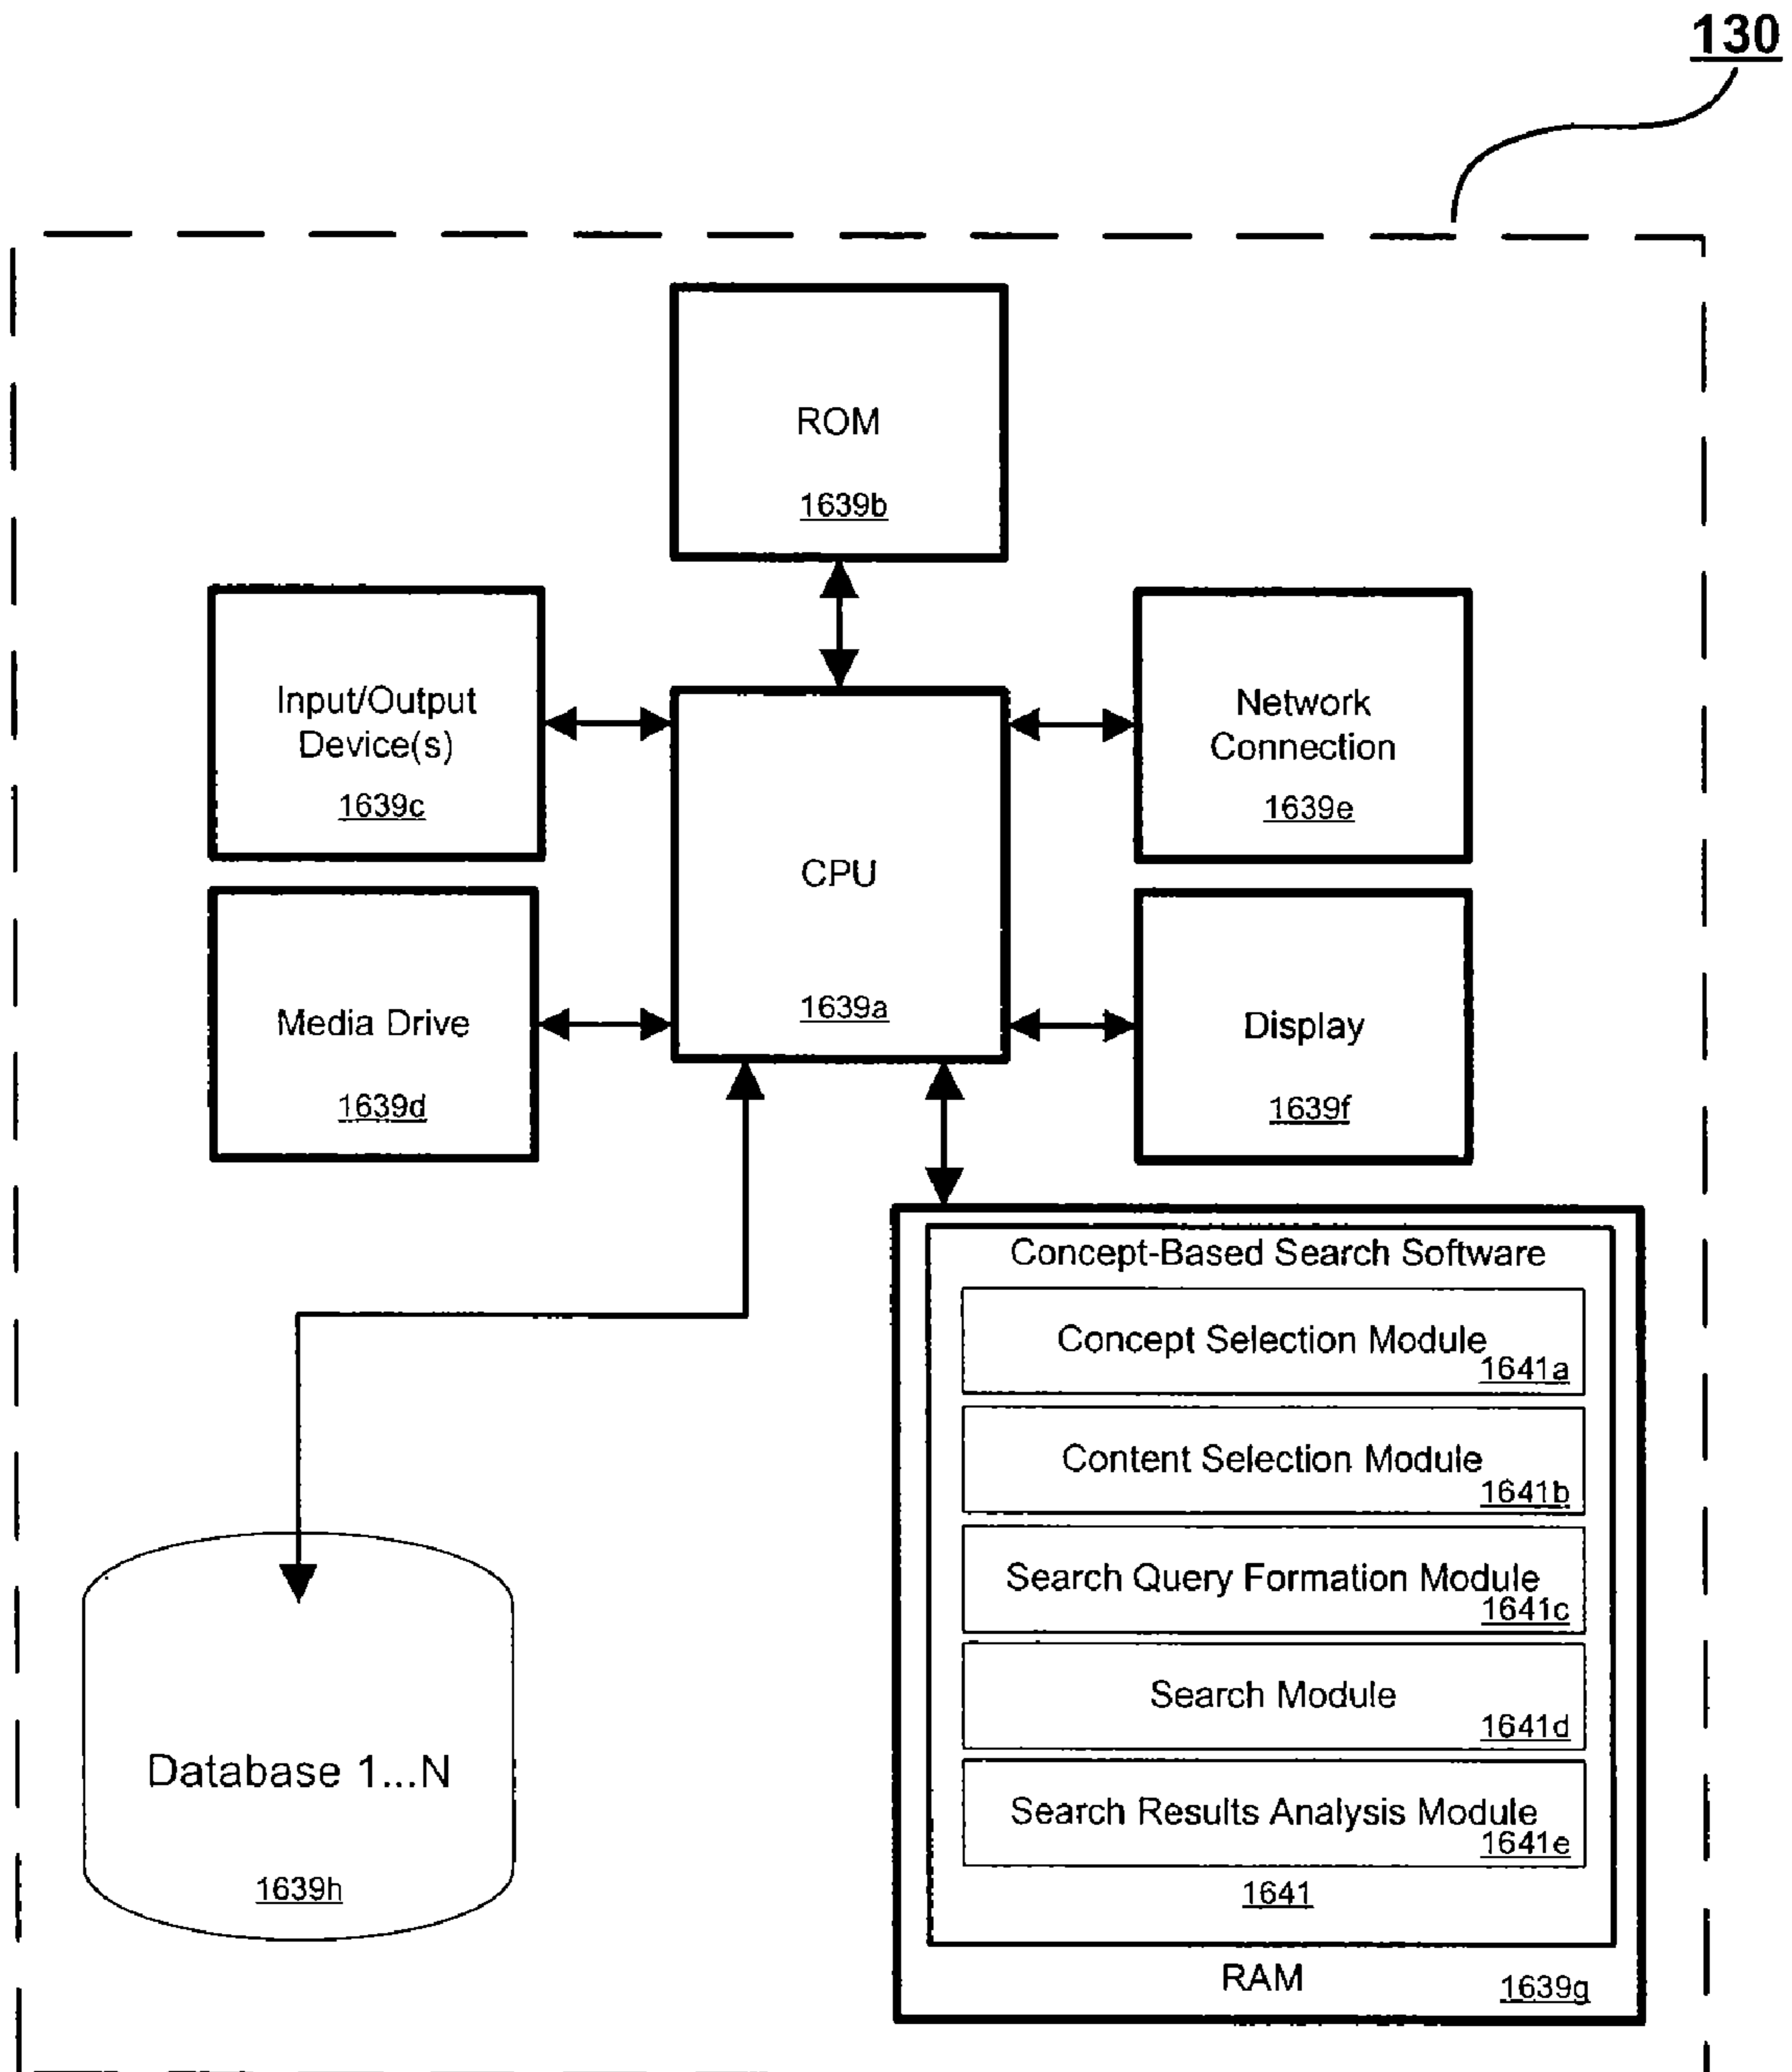 130
ROM
1639b
Input/Output
Device(s)
1639c
Network
Connection
1639e
CPU
1639a
Media Drive
1639d
Display
1639f
Concept-Based Search Software
Concept Selection Module
1641a
Content Selection Module
1641b
Search Query Formation Module
1641c
Search Module
1641d
Search Results Analysis Module
1641e
1641
RAM
1639g
Database 1...N
1639h